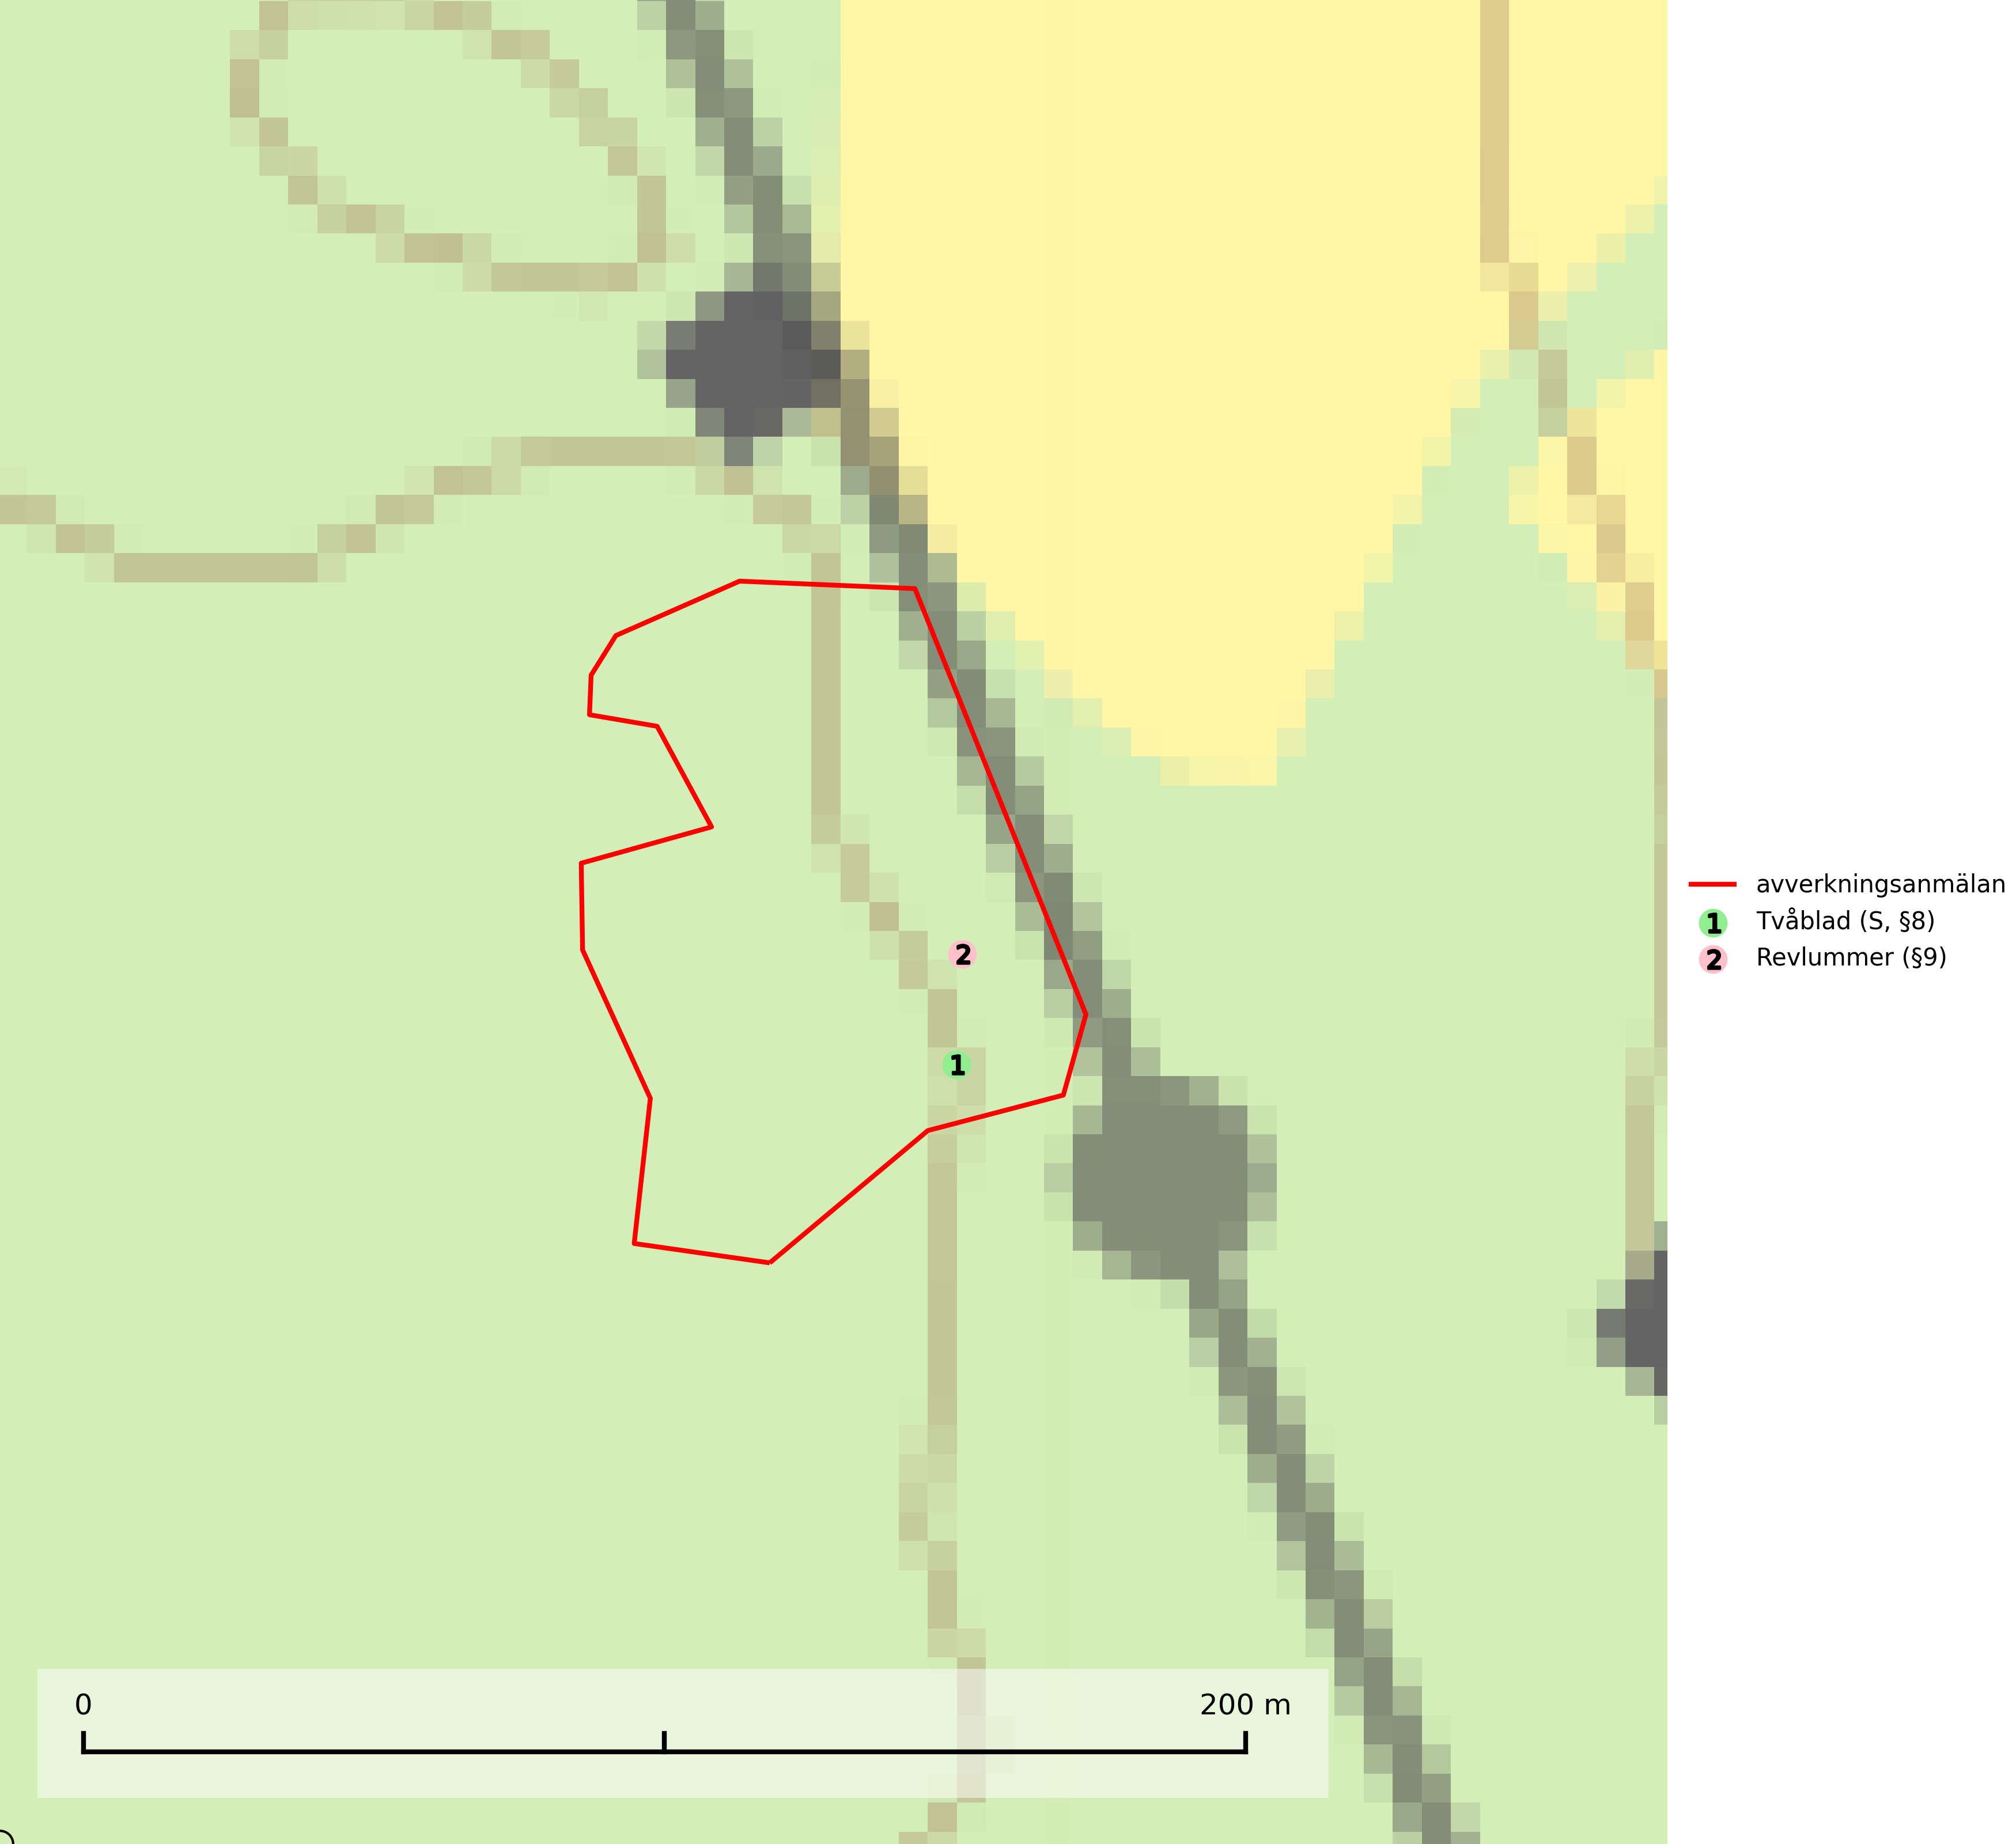 2
1
avverkningsanmälan
1 Tvåblad (S, §8)
2 Revlummer (§9)
0 200 m